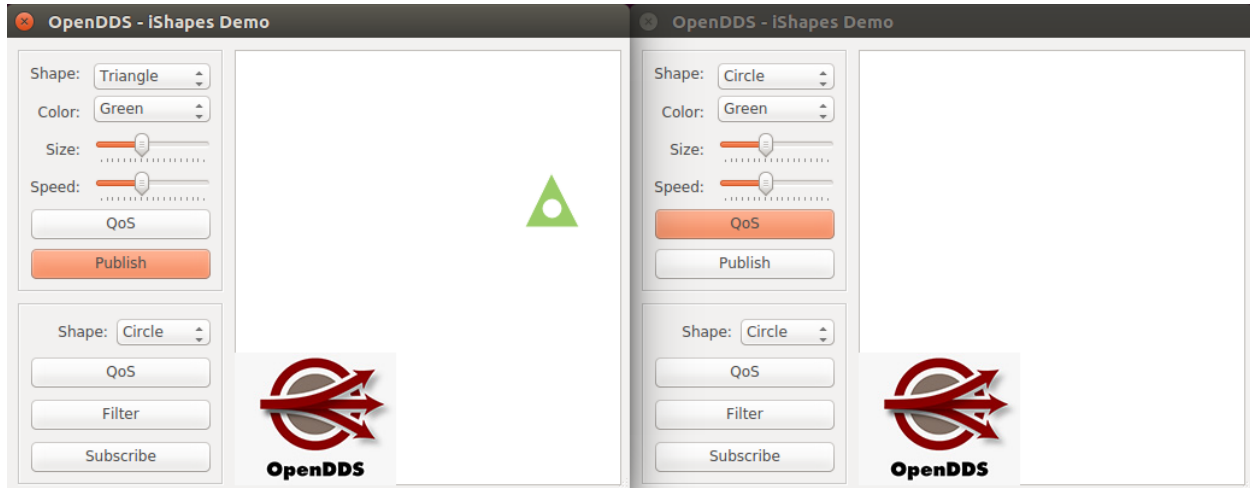 OpenDDS - iShapes Demo
Shape: Triangle
Color: Green
Size:
Speed:
QoS
Publish
Shape: Circle
QoS
Filter
Subscribe
OpenDDS
OpenDDS - iShapes Demo
Shape: Circle
Color: Green
Size:
Speed:
QoS
Publish
Shape: Circle
QoS
Filter
Subscribe
OpenDDS